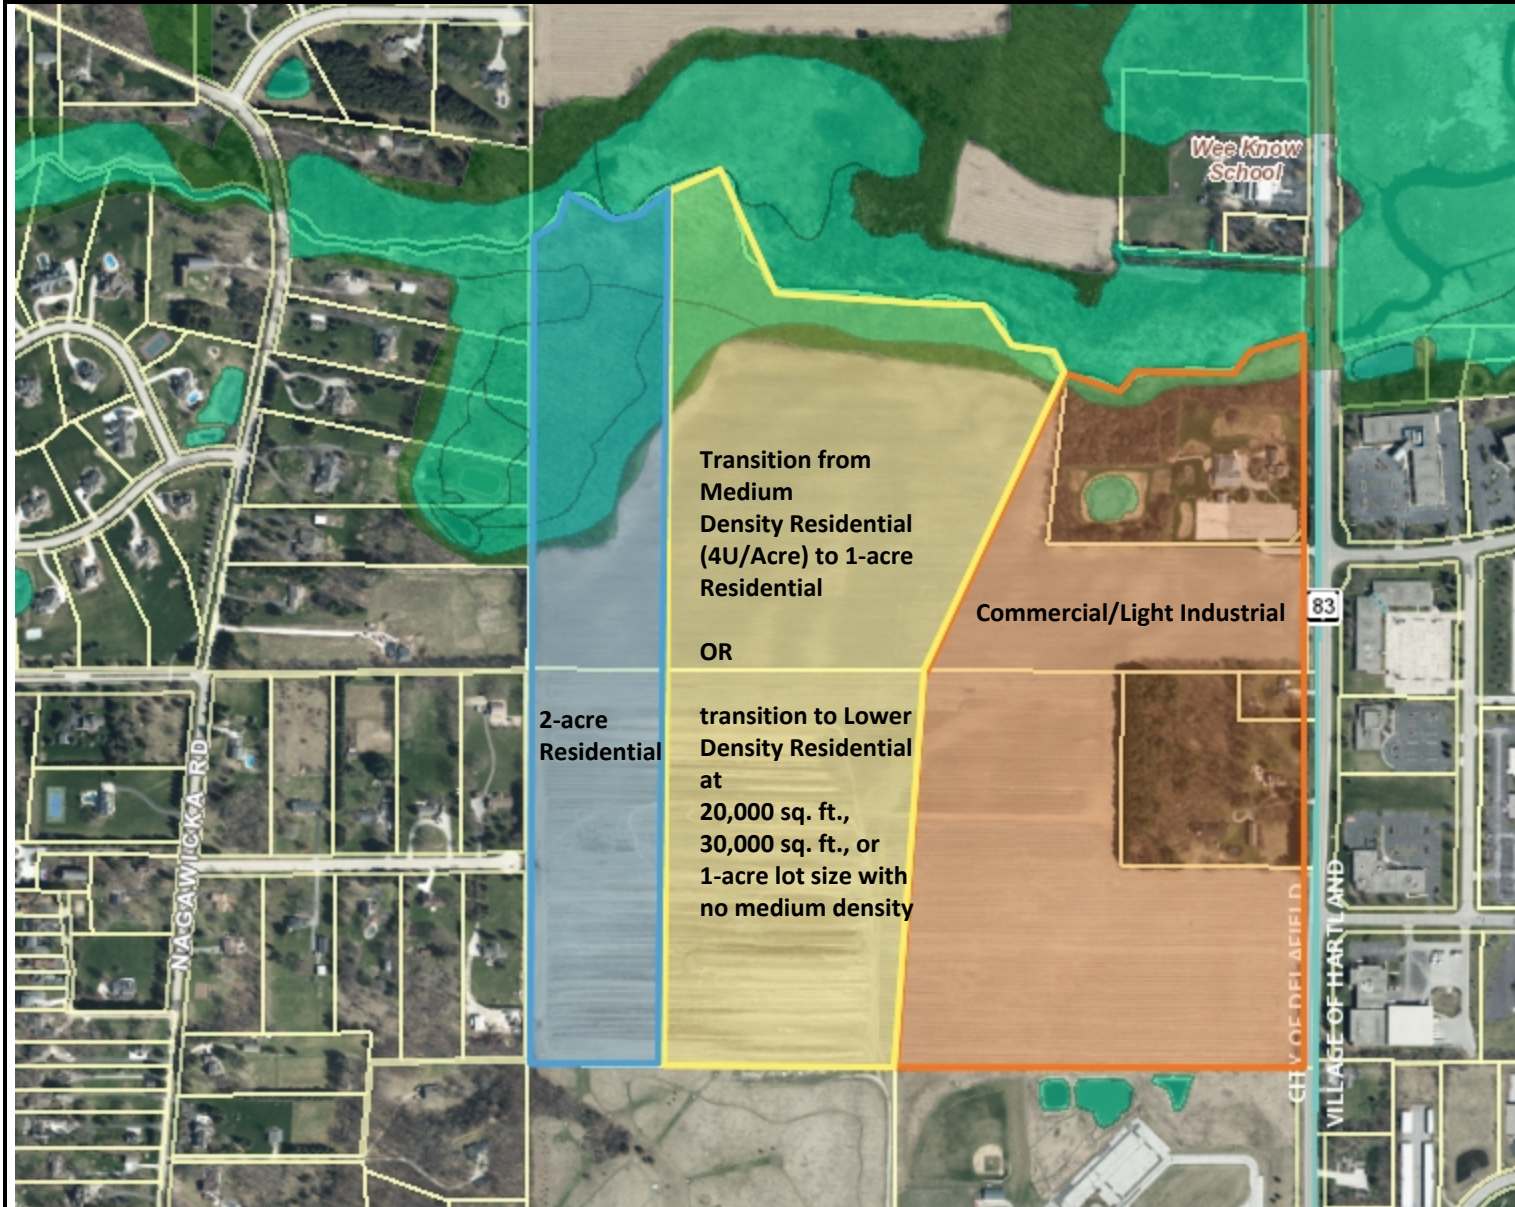 Wee Know
School
Transition from
Medium
Density Residential
(4U/Acre) to 1-acre
Residential
OR
transition to Lower
Density Residential
at
20,000 sq. ft.,
30,000 sq. ft., or
1-acre lot size with
no medium density
Commercial/Light Industrial
83
2-acre
Residential
NAGAWICKA RD
CITY OF DELAFIELD
VILLAGE OF HARTLAND